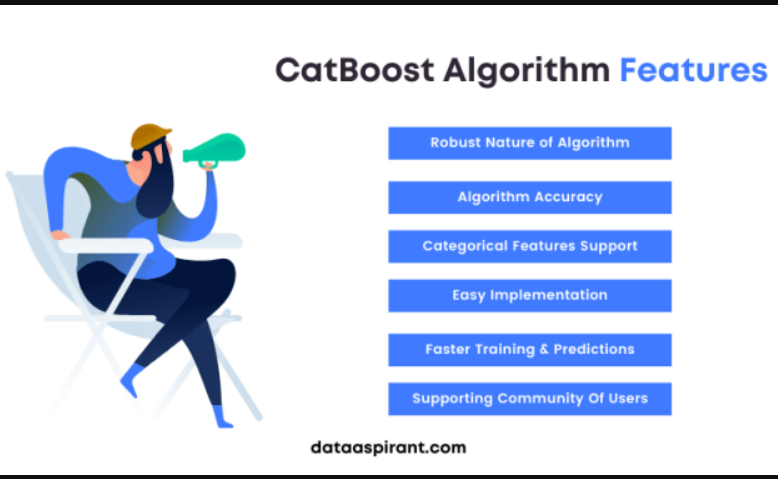 CatBoost Algorithm Features
Robust Nature of Algorithm
Algorithm Accuracy
Categorical Features Support
Easy Implementation
Faster Training & Predictions
Supporting Community Of Users
dataaspirant.com